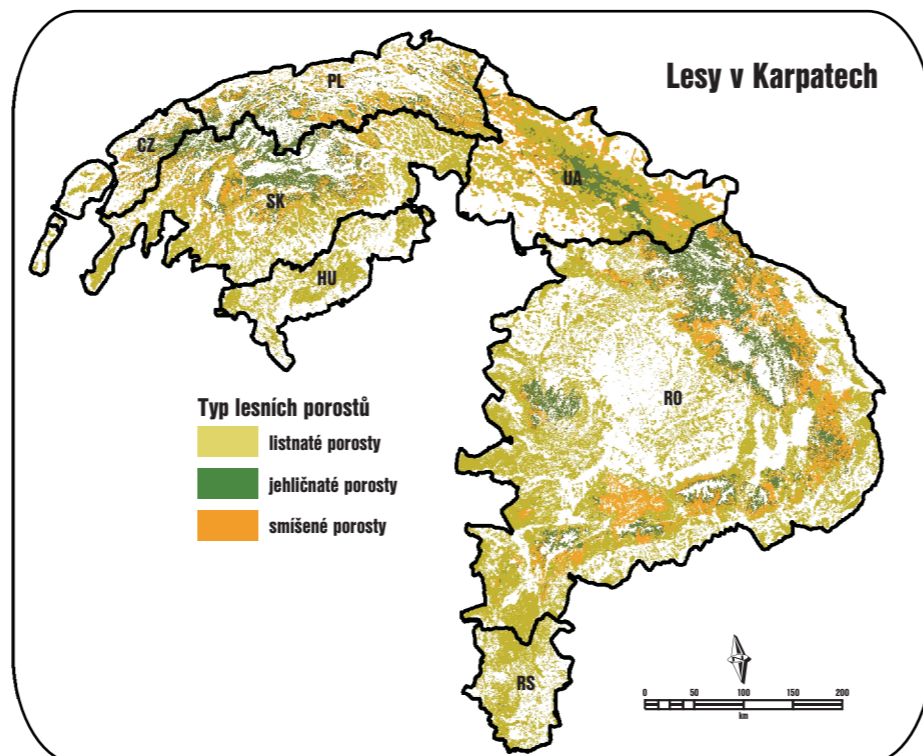 Lesy v Karpatech
PL
CZ
SK
UA
HU
RO
RS
Typ lesních porostů
listnaté porosty
jehličnaté porosty
smíšené porosty
0 50 100 150 200
km